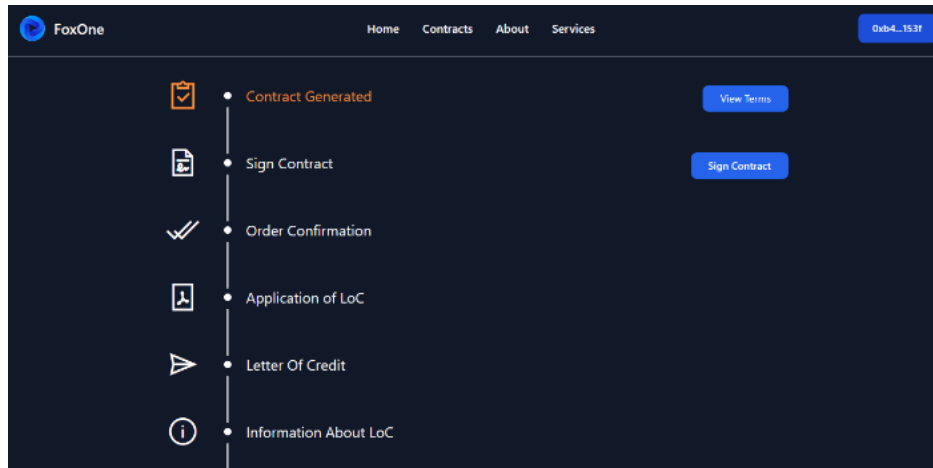 FoxOne
Home Contracts About Services
0xb4...153f
Contract Generated
View Terms
Sign Contract
Sign Contract
Order Confirmation
Application of LoC
Letter Of Credit
Information About LoC